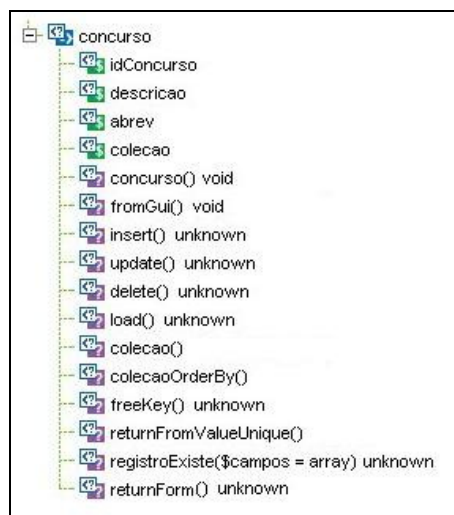 concurso
idConcurso
descricao
abrev
colecao
concurso() void
fromGui() void
insert() unknown
update() unknown
delete() unknown
load() unknown
colecao()
colecaoOrderBy()
freeKey() unknown
returnFromValueUnique()
registroExiste($campos = array) unknown
returnForm() unknown